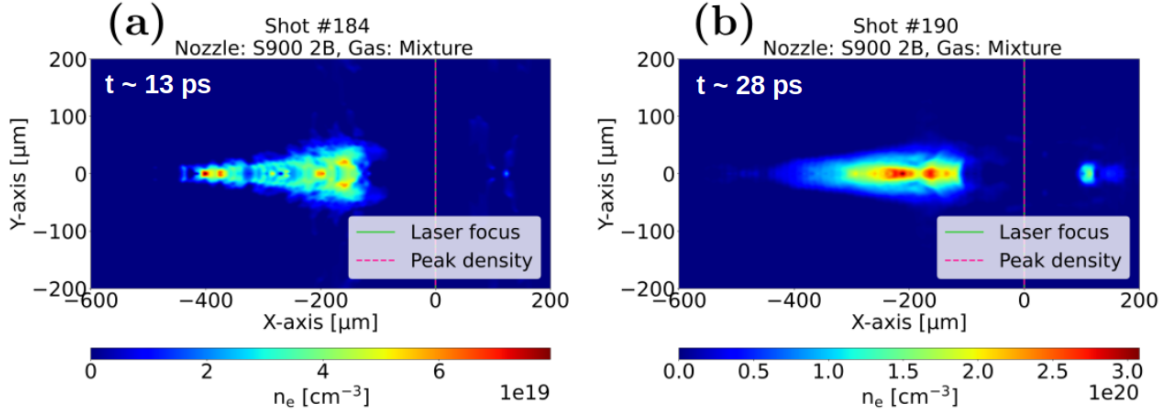 (a)
Shot #184
Nozzle: S900 2B, Gas: Mixture
t ~ 13 ps
200
100
0
−100
−200
Y-axis [μm]
Laser focus
Peak density
−600
−400
−200
0
200
X-axis [μm]
0
2
4
6
1e19
n_e [cm⁻³]
(b)
Shot #190
Nozzle: S900 2B, Gas: Mixture
t ~ 28 ps
200
100
0
−100
−200
Y-axis [μm]
Laser focus
Peak density
−600
−400
−200
0
200
X-axis [μm]
0.0
0.5
1.0
1.5
2.0
2.5
3.0
1e20
n_e [cm⁻³]